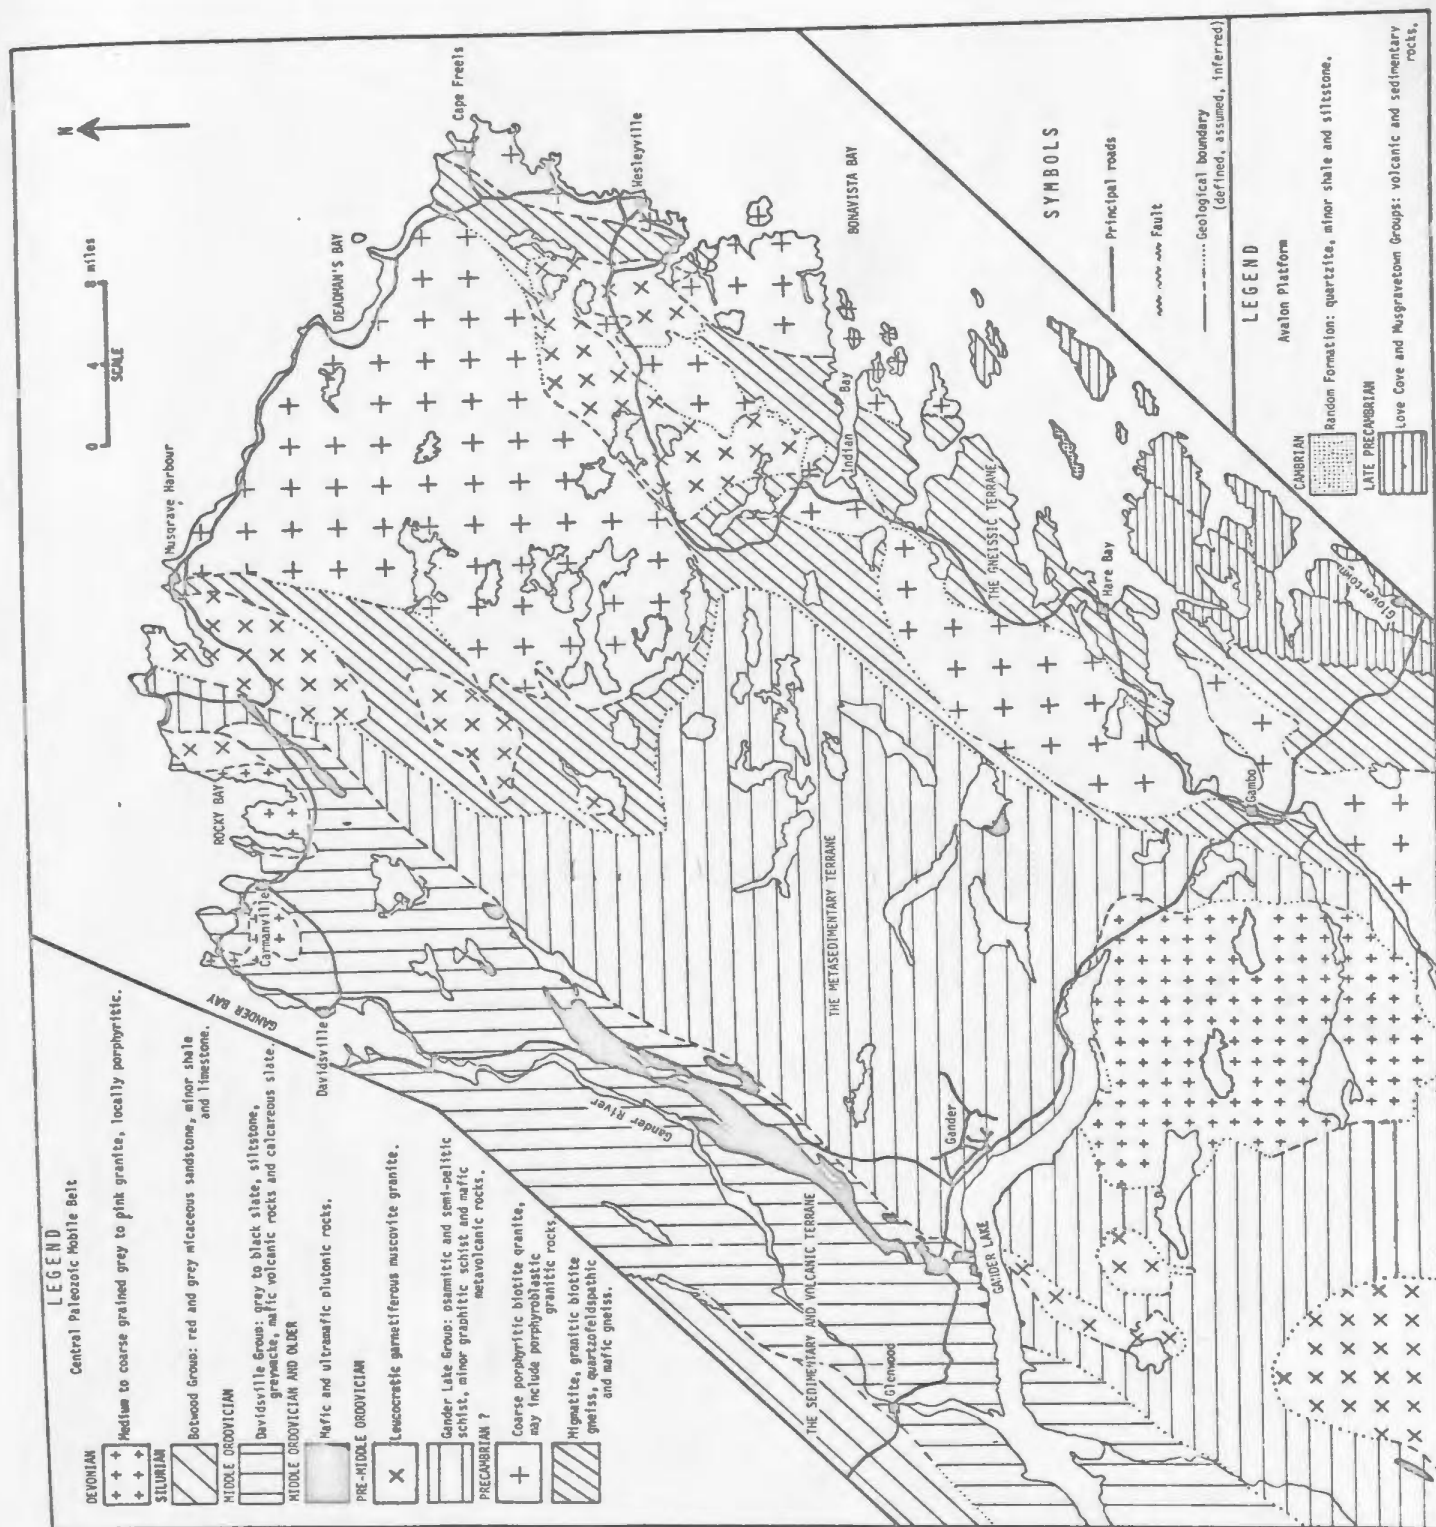 LEGEND
Central Paleozoic Mobile Belt
DEVONIAN
Medium to coarse grained grey to pink granite, locally porphyritic.
SILURIAN
Botwood Group: red and grey micaceous sandstone, minor shale
and limestone.
MIDDLE ORDOVICIAN
Davidsville Group: grey to black slate, siltstone,
greywacke, mafic volcanic rocks and calcareous slate.
MIDDLE ORDOVICIAN AND OLDER
Mafic and ultramafic plutonic rocks.
PRE-MIDDLE ORDOVICIAN
Leucocratic garnetiferous muscovite granite.
Gander Lake Group: psammitic and semi-pelitic
schist, minor graphitic schist and mafic
metavolcanic rocks.
PRECAMBRIAN ?
Coarse porphyritic biotite granite,
may include porphyroblastic
granitic rocks.
Migmatite, granitic biotite
gneiss, quartzofeldspathic
and mafic gneiss.
N
0 4 8 miles
SCALE
Musgrave Harbour
DEADMAN'S BAY
Cape Freels
Wesleyville
ROCKY BAY
Carmanville
GANDER BAY
Davidsville
Gander River
BONAVISTA BAY
Indian Bay
THE GNEISSIC TERRANE
Hare Bay
Glovertown
Gambo
THE METASEDIMENTARY TERRANE
Gander
THE SEDIMENTARY AND VOLCANIC TERRANE
GANDER LAKE
Glenwood
SYMBOLS
Principal roads
Fault
Geological boundary
(defined, assumed, inferred)
LEGEND
Avalon Platform
CAMBRIAN
Random Formation: quartzite, minor shale and siltstone.
LATE PRECAMBRIAN
Love Cove and Musgravetown Groups: volcanic and sedimentary
rocks.